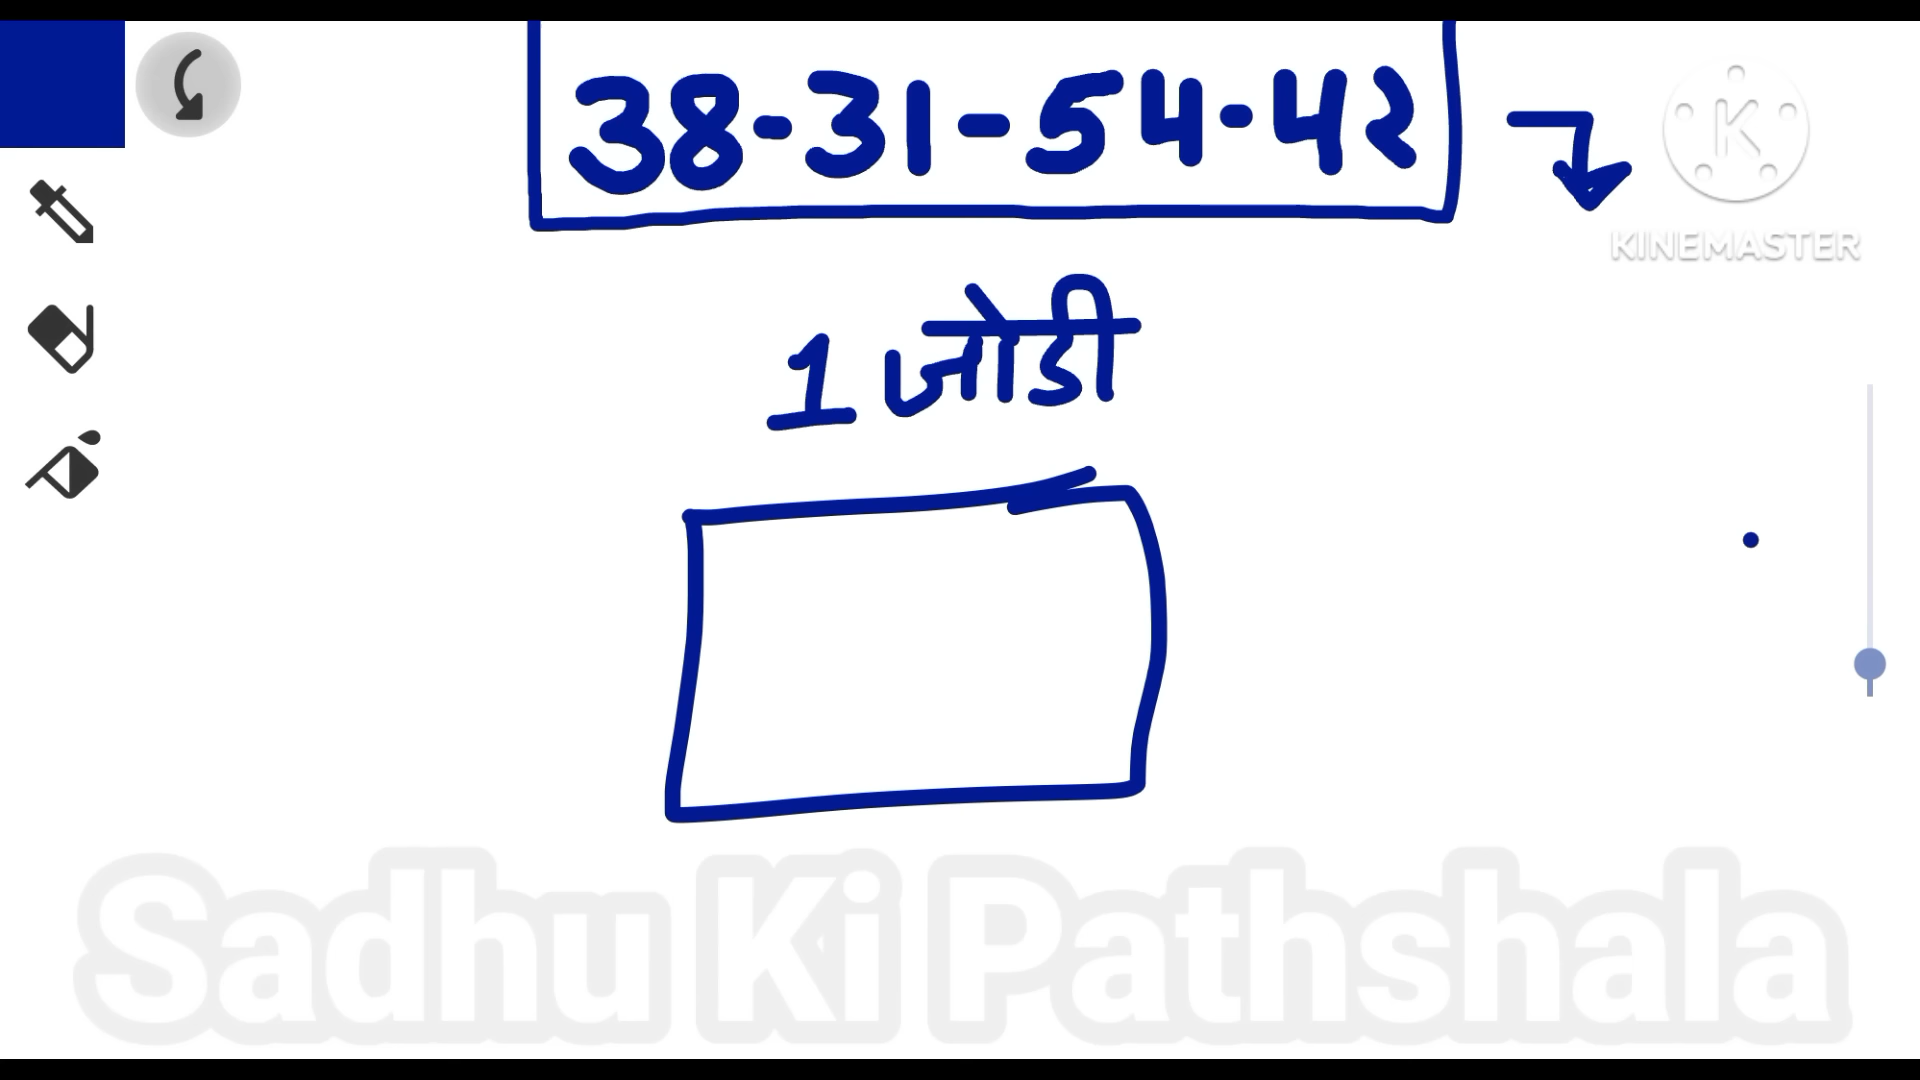 38-31-54-42
K
KINEMASTER
1 जोडी
Sadhu Ki Pathshala